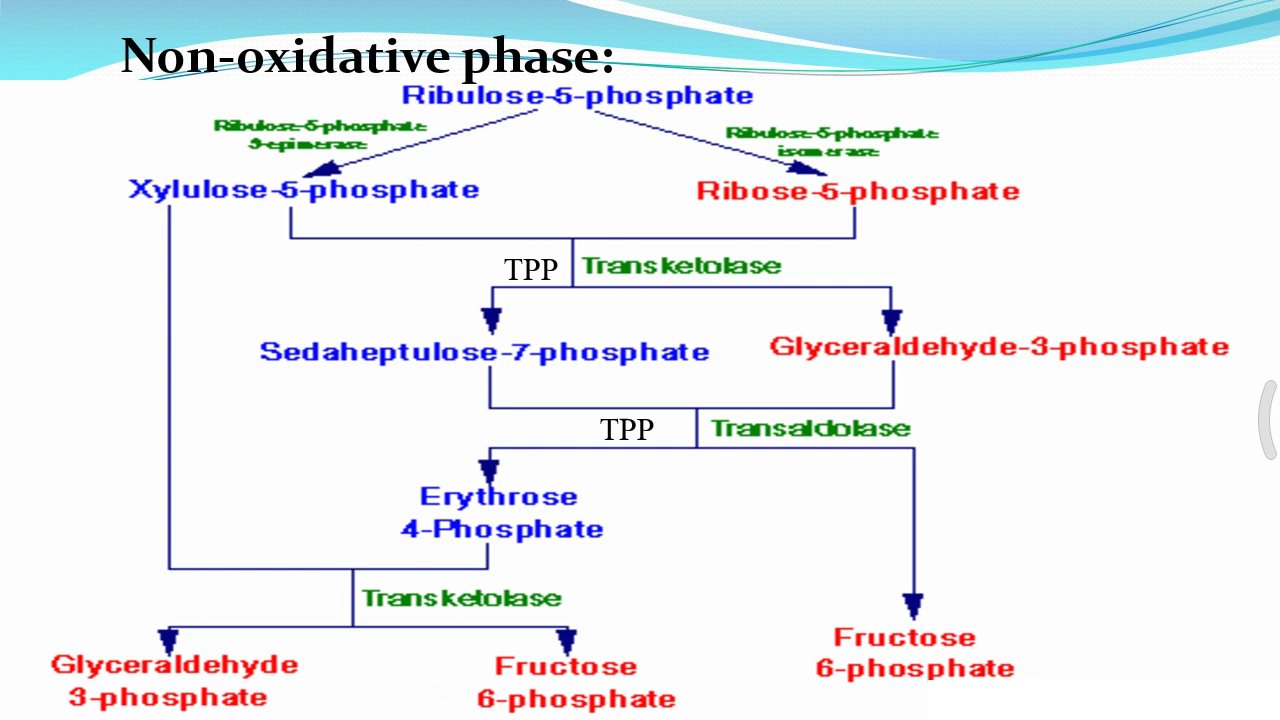 Non-oxidative phase:
Ribulose-5-phosphate
Ribulose-5-phosphate
3-epimerase
Ribulose-5-phosphate
isomerase
Xylulose-5-phosphate
Ribose-5-phosphate
TPP
Transketolase
Sedaheptulose-7-phosphate
Glyceraldehyde-3-phosphate
TPP
Transaldolase
Erythrose
4-Phosphate
Transketolase
Glyceraldehyde
3-phosphate
Fructose
6-phosphate
Fructose
6-phosphate